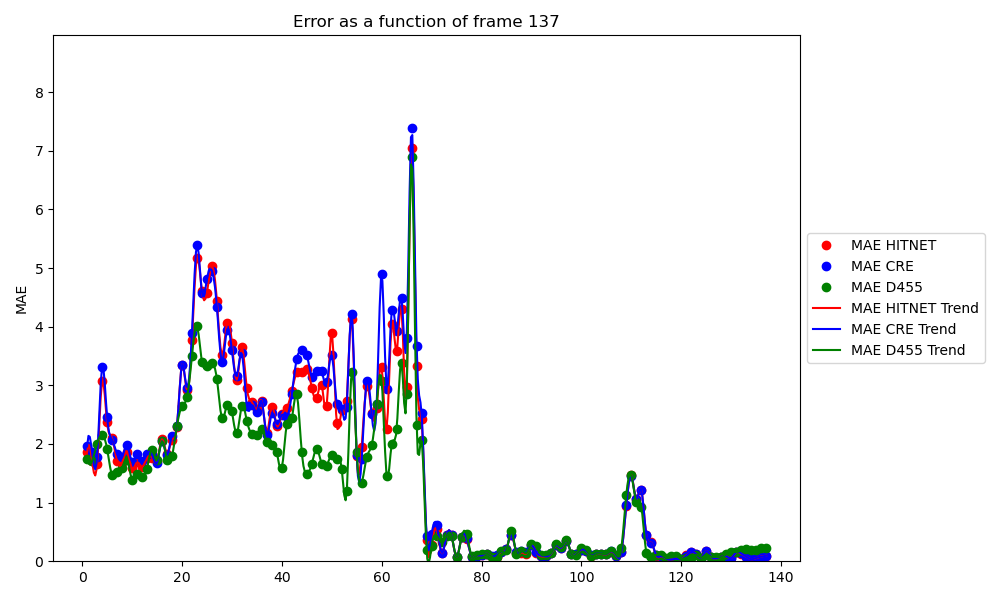 Error as a function of frame 137
MAE
8
7
6
5
4
3
2
1
0
0 20 40 60 80 100 120 140
MAE HITNET
MAE CRE
MAE D455
MAE HITNET Trend
MAE CRE Trend
MAE D455 Trend